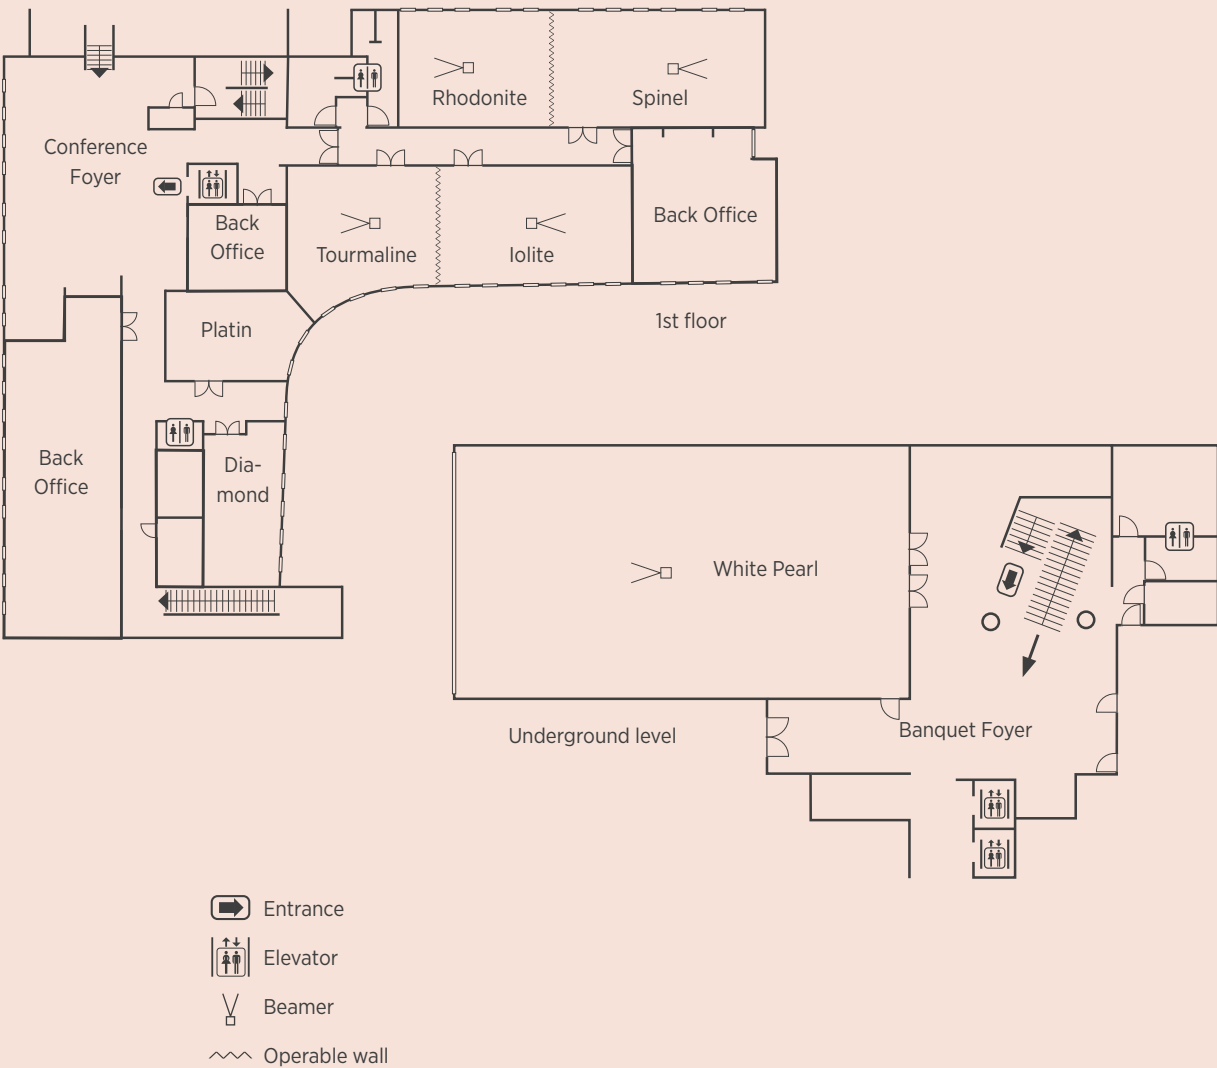 Rhodonite
Spinel
Conference
Foyer
Back
Office
Tourmaline
Iolite
Back Office
Platin
1st floor
Back
Office
Dia-
mond
White Pearl
Underground level
Banquet Foyer
Entrance
Elevator
Beamer
Operable wall